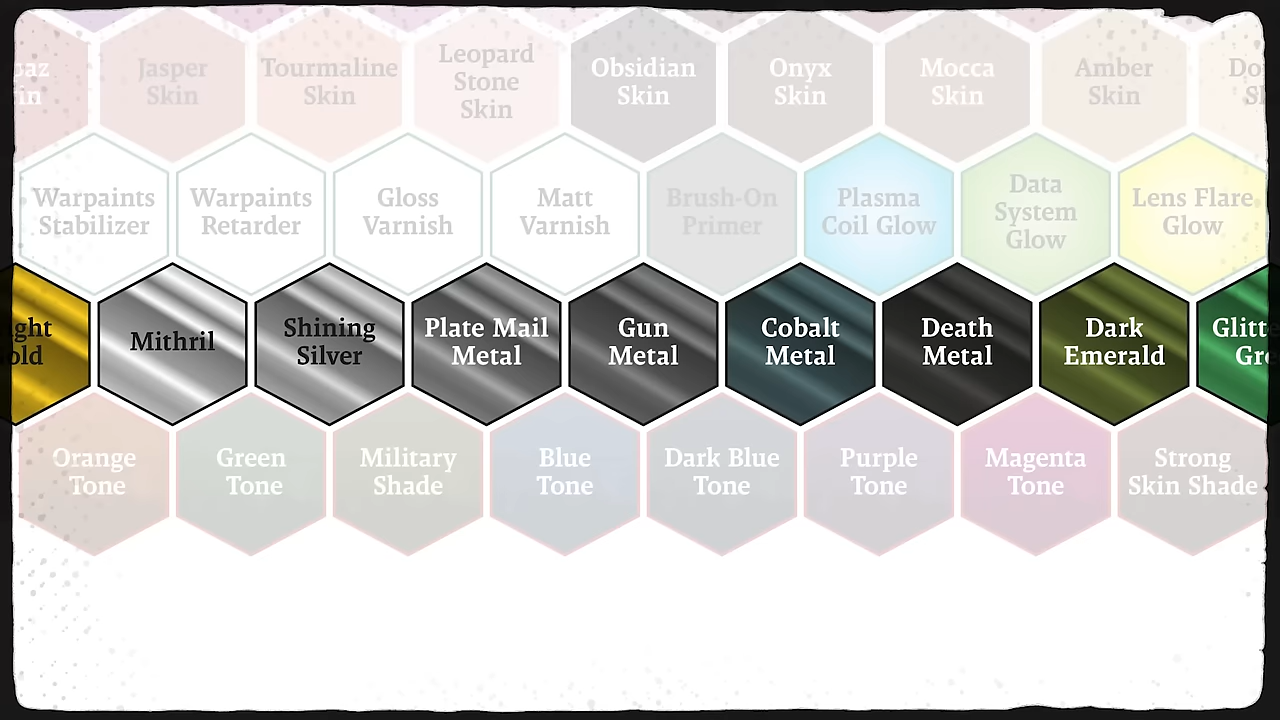 Jasper
Skin
Tourmaline
Skin
Leopard
Stone
Skin
Obsidian
Skin
Onyx
Skin
Mocca
Skin
Amber
Skin
Warpaints
Stabilizer
Warpaints
Retarder
Gloss
Varnish
Matt
Varnish
Brush-On
Primer
Plasma
Coil Glow
Data
System
Glow
Lens Flare
Glow
Mithril
Shining
Silver
Plate Mail
Metal
Gun
Metal
Cobalt
Metal
Death
Metal
Dark
Emerald
Orange
Tone
Green
Tone
Military
Shade
Blue
Tone
Dark Blue
Tone
Purple
Tone
Magenta
Tone
Strong
Skin Shade